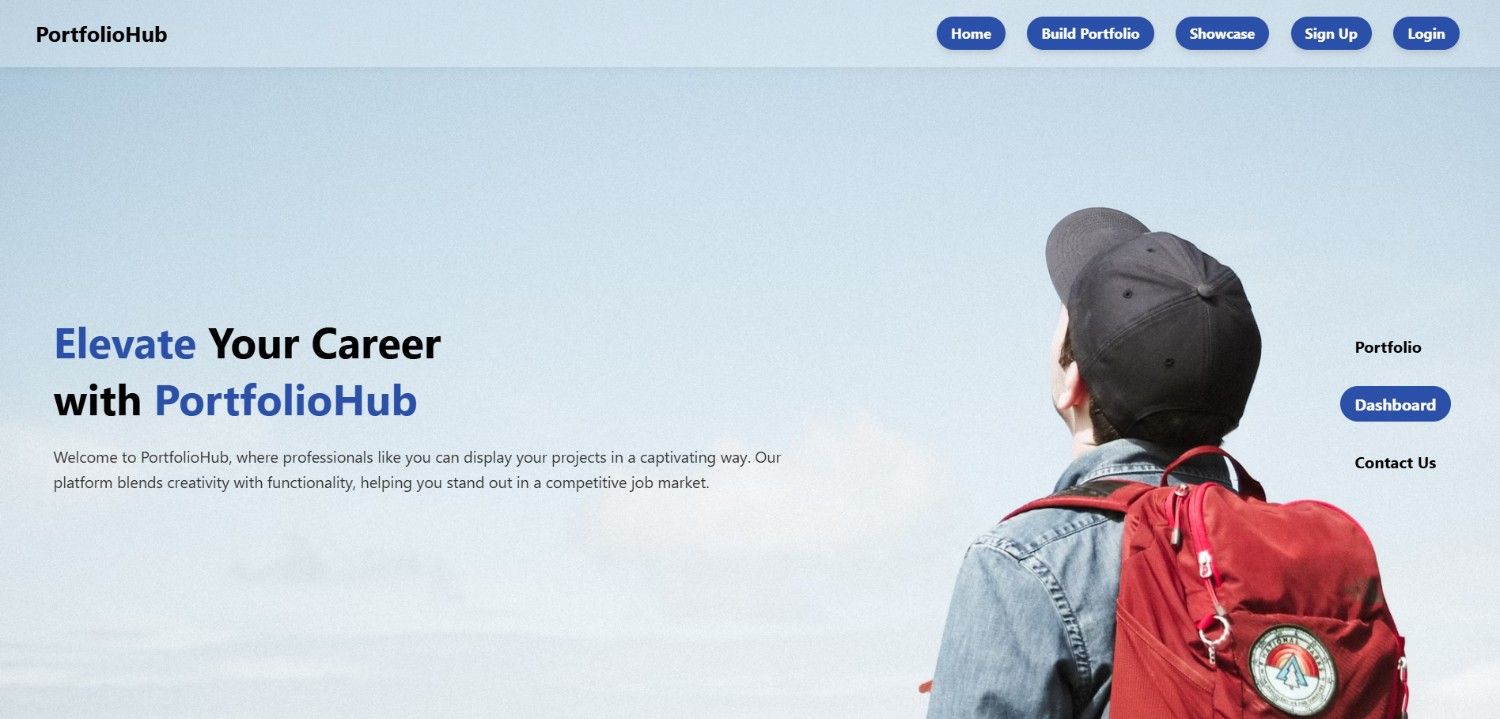 PortfolioHub
Home
Build Portfolio
Showcase
Sign Up
Login
Elevate Your Career
with PortfolioHub
Welcome to PortfolioHub, where professionals like you can display your projects in a captivating way. Our
platform blends creativity with functionality, helping you stand out in a competitive job market.
Portfolio
Dashboard
Contact Us
NATIONAL PARKS